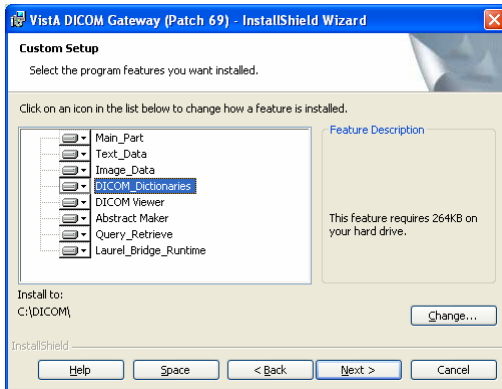 VistA DICOM Gateway (Patch 69) - InstallShield Wizard
Custom Setup
Select the program features you want installed.
Click on an icon in the list below to change how a feature is installed.
Main_Part
Text_Data
Image_Data
DICOM_Dictionaries
DICOM Viewer
Abstract Maker
Query_Retrieve
Laurel_Bridge_Runtime
Feature Description
This feature requires 264KB on
your hard drive.
Install to:
C:\DICOM\
Change...
InstallShield
Help Space < Back Next > Cancel